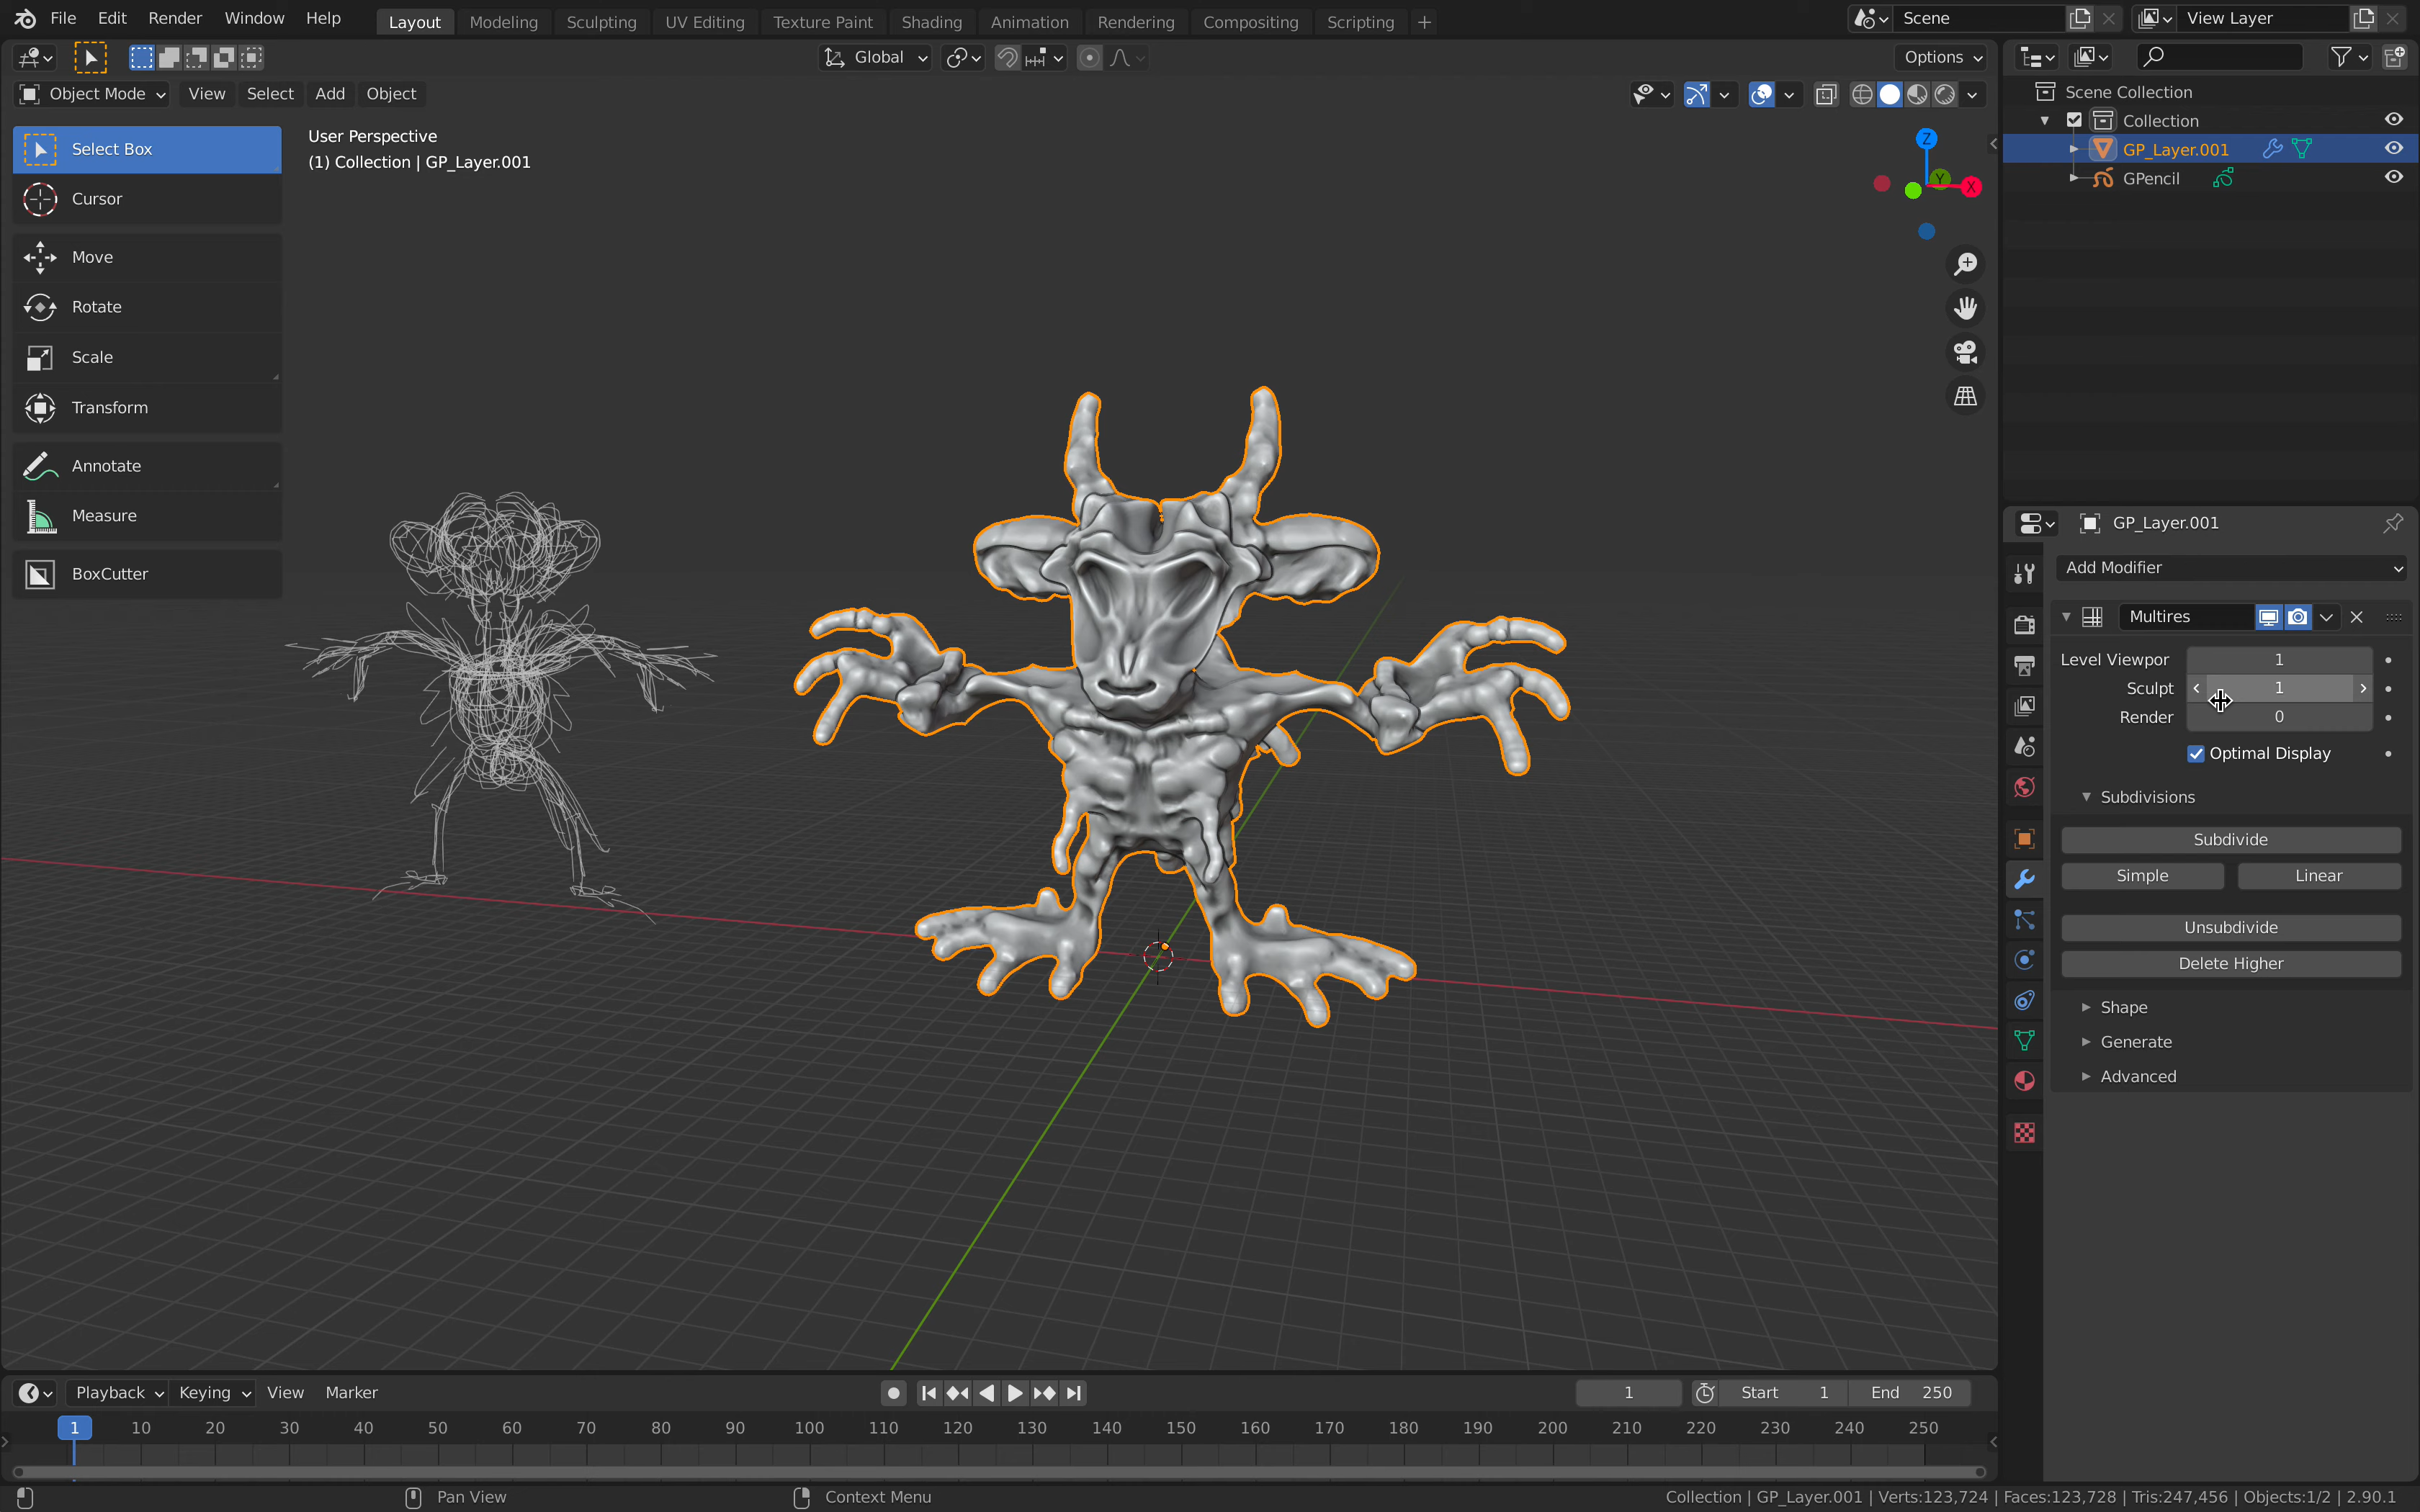 File Edit Render Window Help Layout Modeling Sculpting UV Editing Texture Paint Shading Animation Rendering Compositing Scripting + Scene View Layer
Global Options
Object Mode View Select Add Object
Select Box
Cursor
Move
Rotate
Scale
Transform
Annotate
Measure
BoxCutter
User Perspective
(1) Collection | GP_Layer.001
Z
Y
X
Scene Collection
Collection
GP_Layer.001
GPencil
GP_Layer.001
Add Modifier
Multires
Level Viewpor 1
Sculpt 1
Render 0
Optimal Display
Subdivisions
Subdivide
Simple Linear
Unsubdivide
Delete Higher
Shape
Generate
Advanced
Playback Keying View Marker 1 Start 1 End 250
1 10 20 30 40 50 60 70 80 90 100 110 120 130 140 150 160 170 180 190 200 210 220 230 240 250
Pan View Context Menu Collection | GP_Layer.001 | Verts:123,724 | Faces:123,728 | Tris:247,456 | Objects:1/2 | 2.90.1